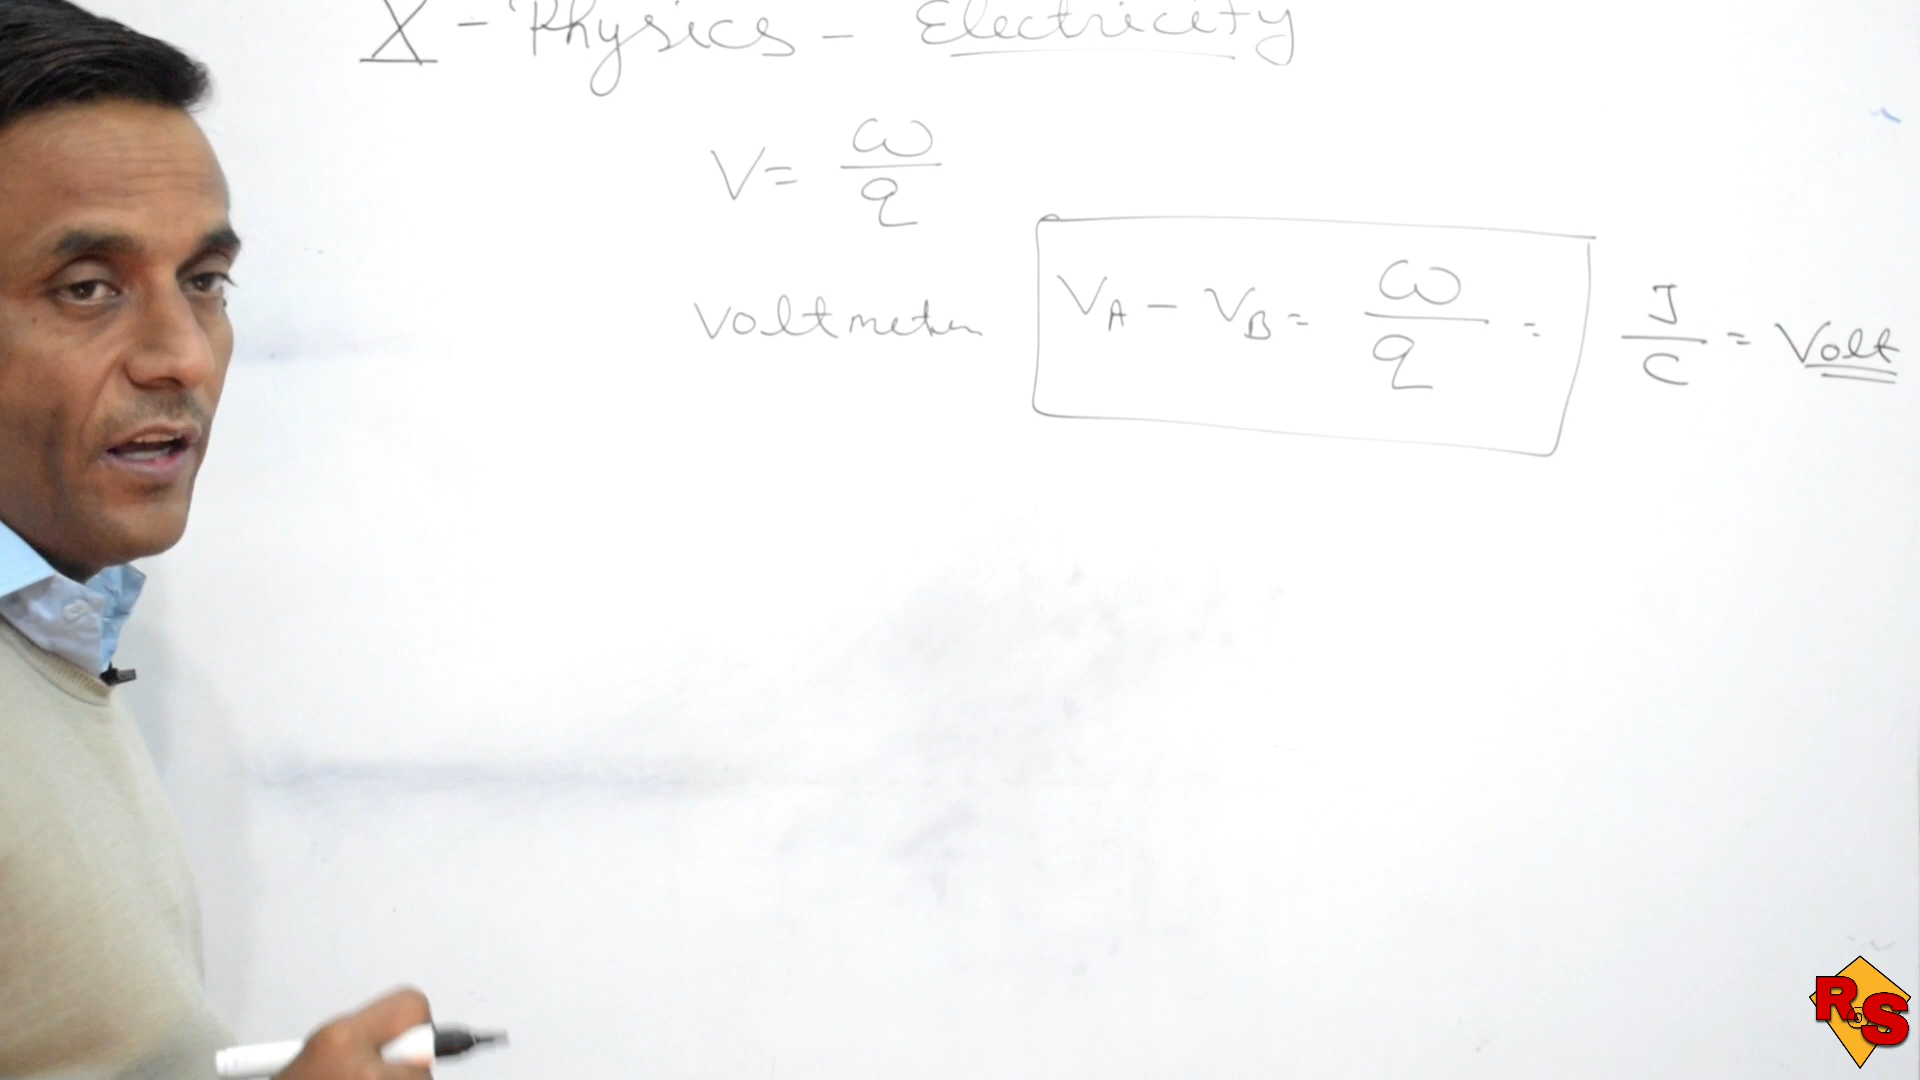 X - Physics - Electricity
V = ω/q
Voltmeter
V_A - V_B = ω/q = J/C = Volt
RS